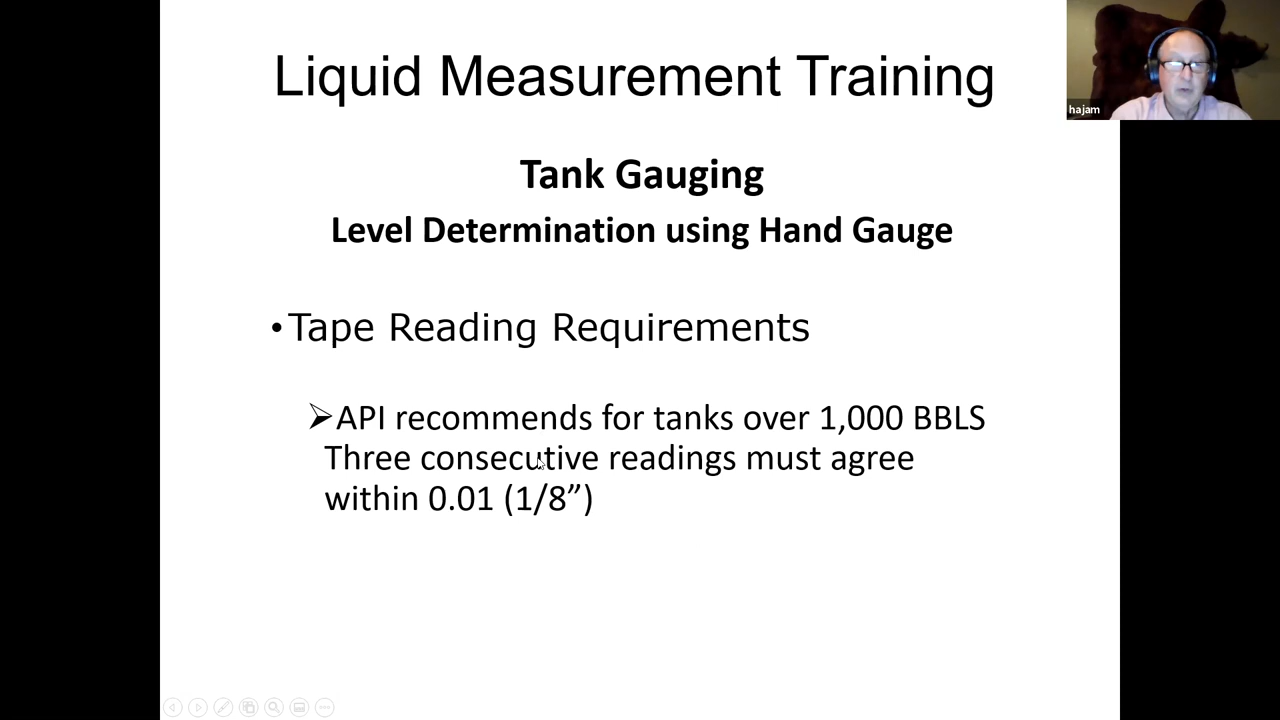 Liquid Measurement Training
hajam
Tank Gauging
Level Determination using Hand Gauge
•Tape Reading Requirements
➢API recommends for tanks over 1,000 BBLS
Three consecutive readings must agree
within 0.01 (1/8”)